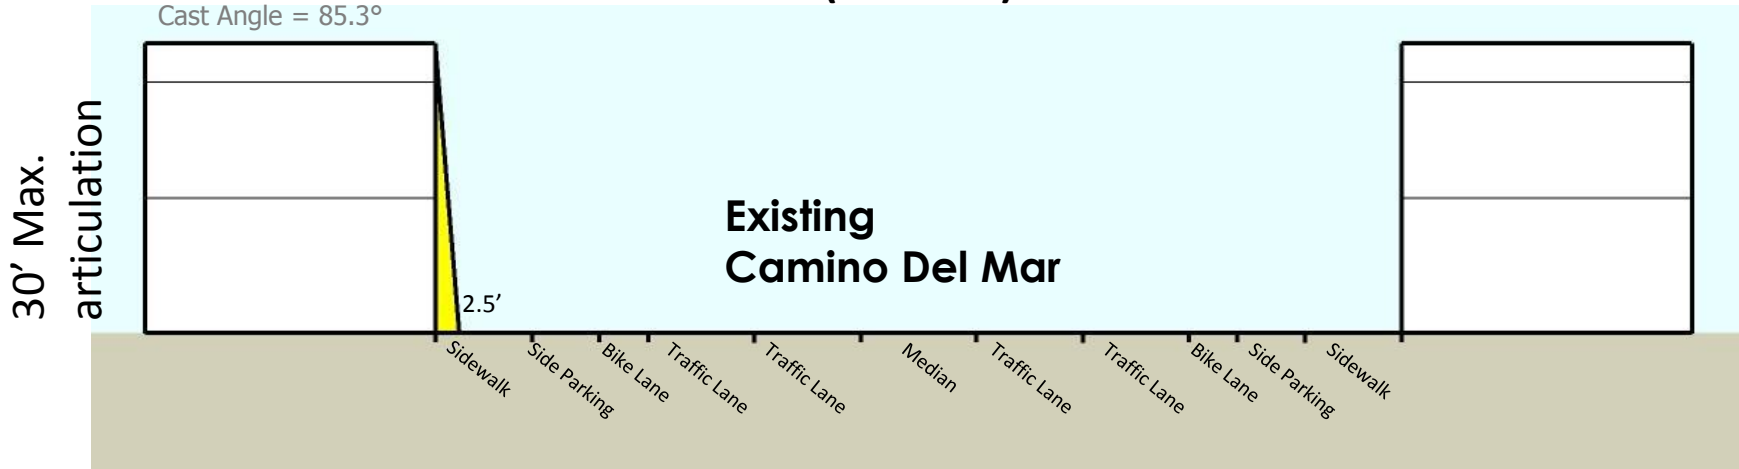 Cast Angle = 85.3°
30’ Max.
articulation
Existing
Camino Del Mar
2.5’
Sidewalk
Side Parking
Bike Lane
Traffic Lane
Traffic Lane
Median
Traffic Lane
Traffic Lane
Bike Lane
Side Parking
Sidewalk